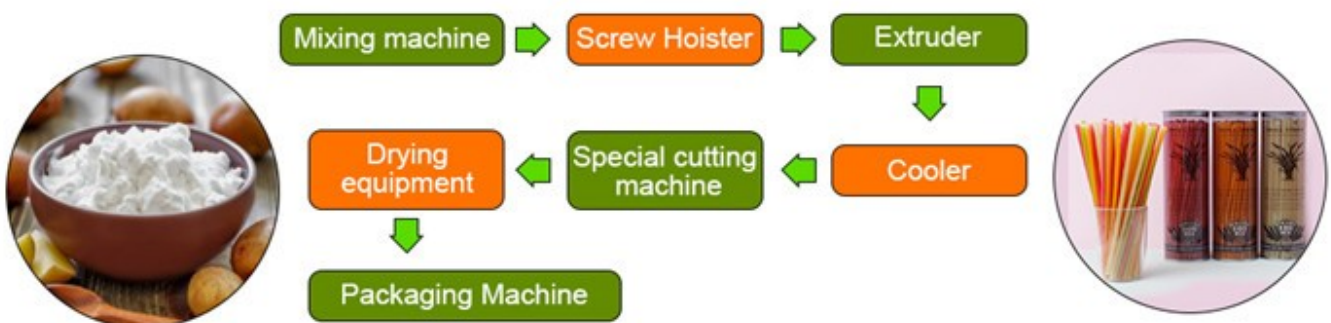 Mixing machine
Screw Hoister
Extruder
Cooler
Special cutting
machine
Drying
equipment
Packaging Machine